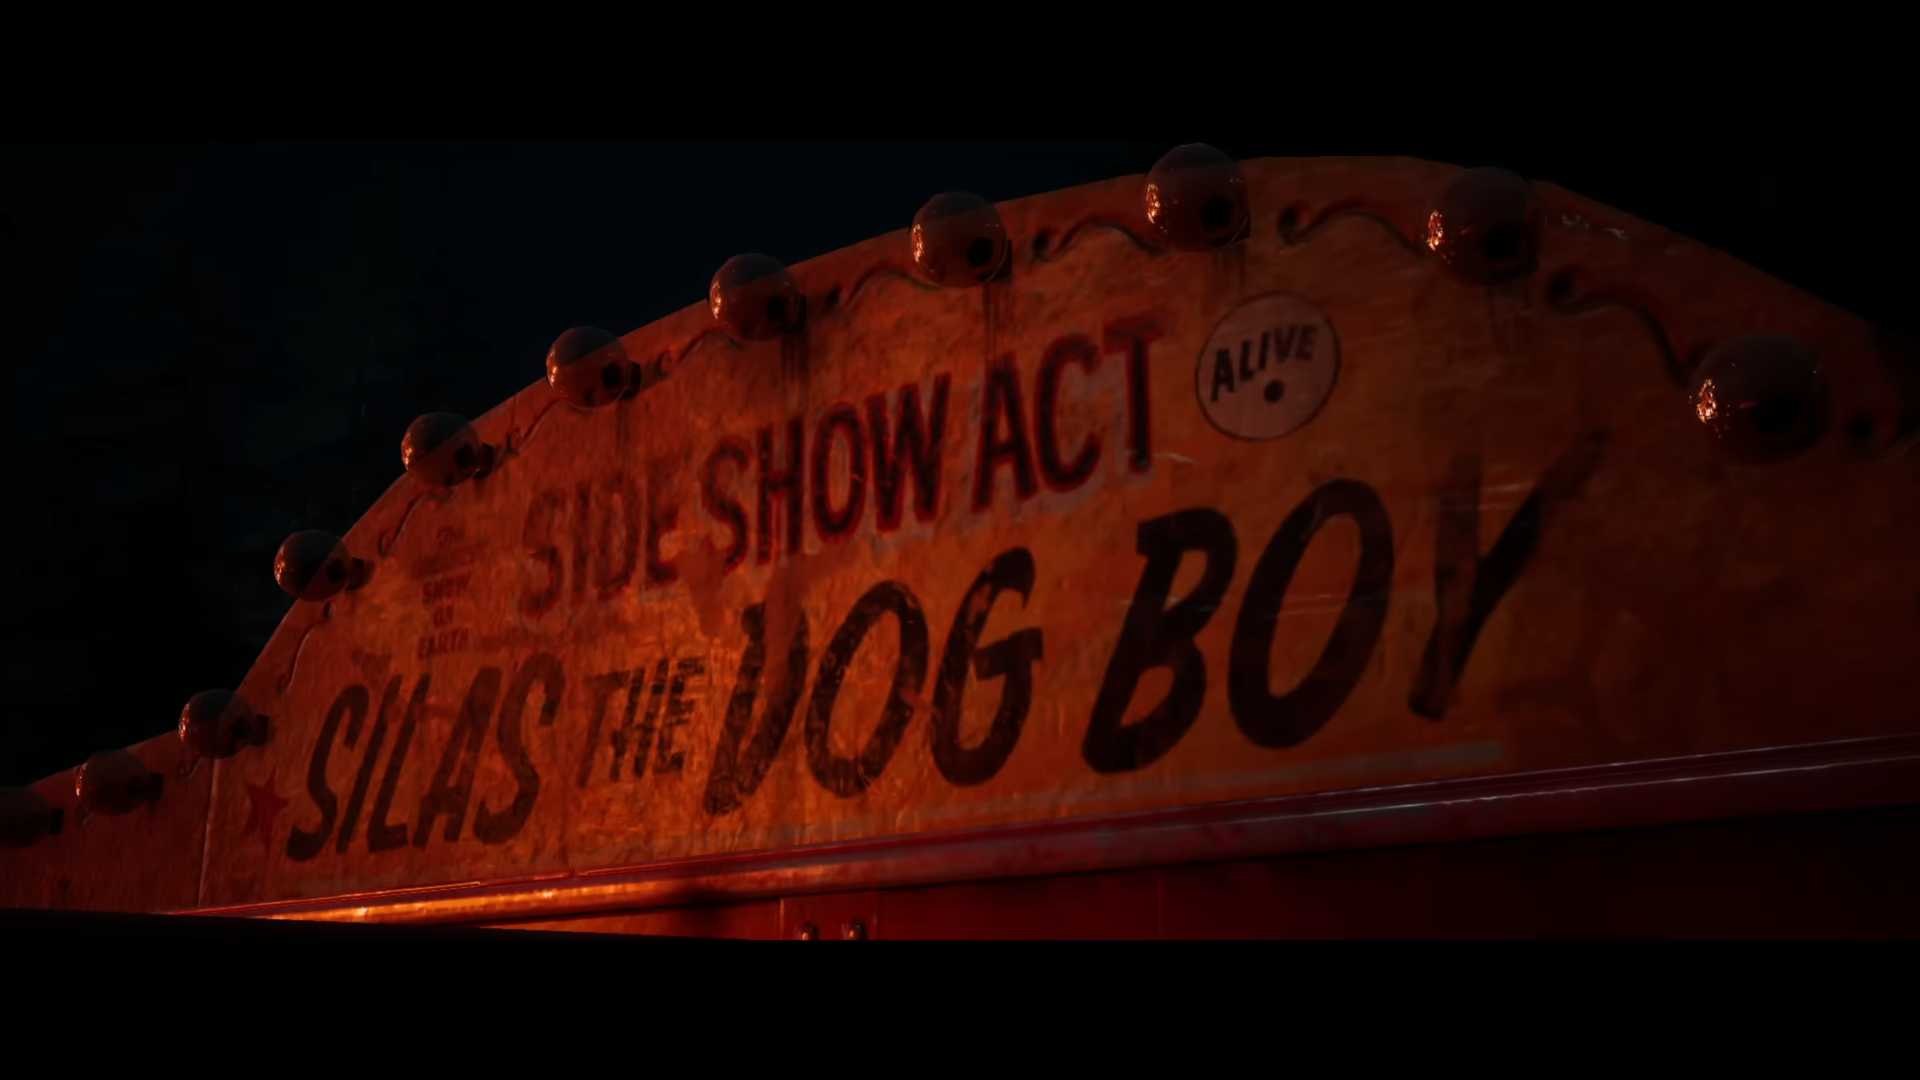 SIDE SHOW ACT
ALIVE
SHOW
ON
EARTH
SILAS THE DOG BOY